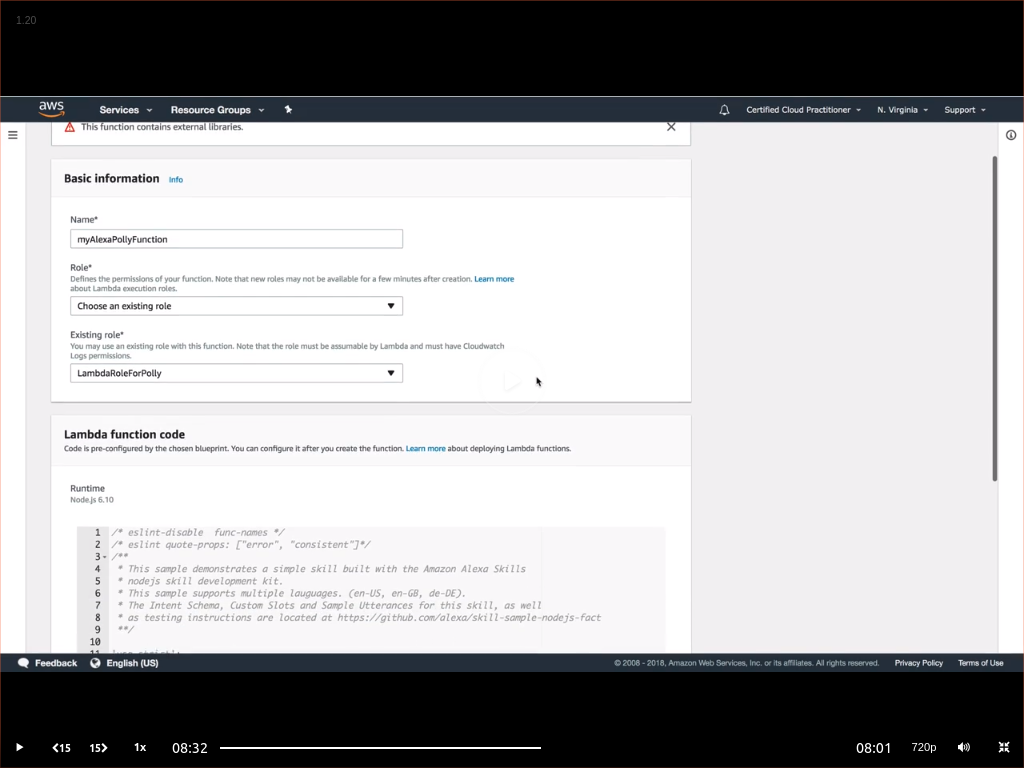 1.20
aws Services Resource Groups Certified Cloud Practitioner N. Virginia Support
This function contains external libraries.
Basic information Info
Name*
myAlexaPollyFunction
Role*
Defines the permissions of your function. Note that new roles may not be available for a few minutes after creation. Learn more
about Lambda execution roles.
Choose an existing role
Existing role*
You may use an existing role with this function. Note that the role must be assumable by Lambda and must have Cloudwatch
Logs permissions.
LambdaRoleForPolly
Lambda function code
Code is pre-configured by the chosen blueprint. You can configure it after you create the function. Learn more about deploying Lambda functions.
Runtime
Node.js 6.10
1 /* eslint-disable func-names */
2 /* eslint quote-props: ["error", "consistent"]*/
3 /**
4 * This sample demonstrates a simple skill built with the Amazon Alexa Skills
5 * nodejs skill development kit.
6 * This sample supports multiple lauguages. (en-US, en-GB, de-DE).
7 * The Intent Schema, Custom Slots and Sample Utterances for this skill, as well
8 * as testing instructions are located at https://github.com/alexa/skill-sample-nodejs-fact
9 **/
10
Feedback English (US) © 2008 - 2018, Amazon Web Services, Inc. or its affiliates. All rights reserved. Privacy Policy Terms of Use
15 15 1x 08:32 08:01 720p